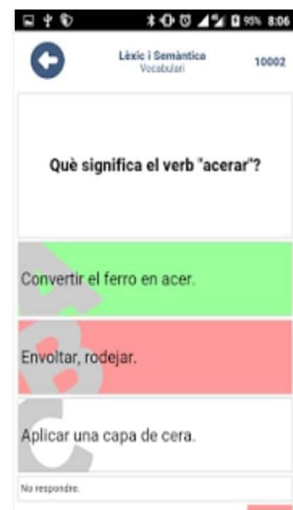 95% 8:06
Lèxic i Semàntica
10002
Vocabulari
Què significa el verb "acerar"?
A
Convertir el ferro en acer.
B
Envoltar, rodejar.
C
Aplicar una capa de cera.
No respondre.